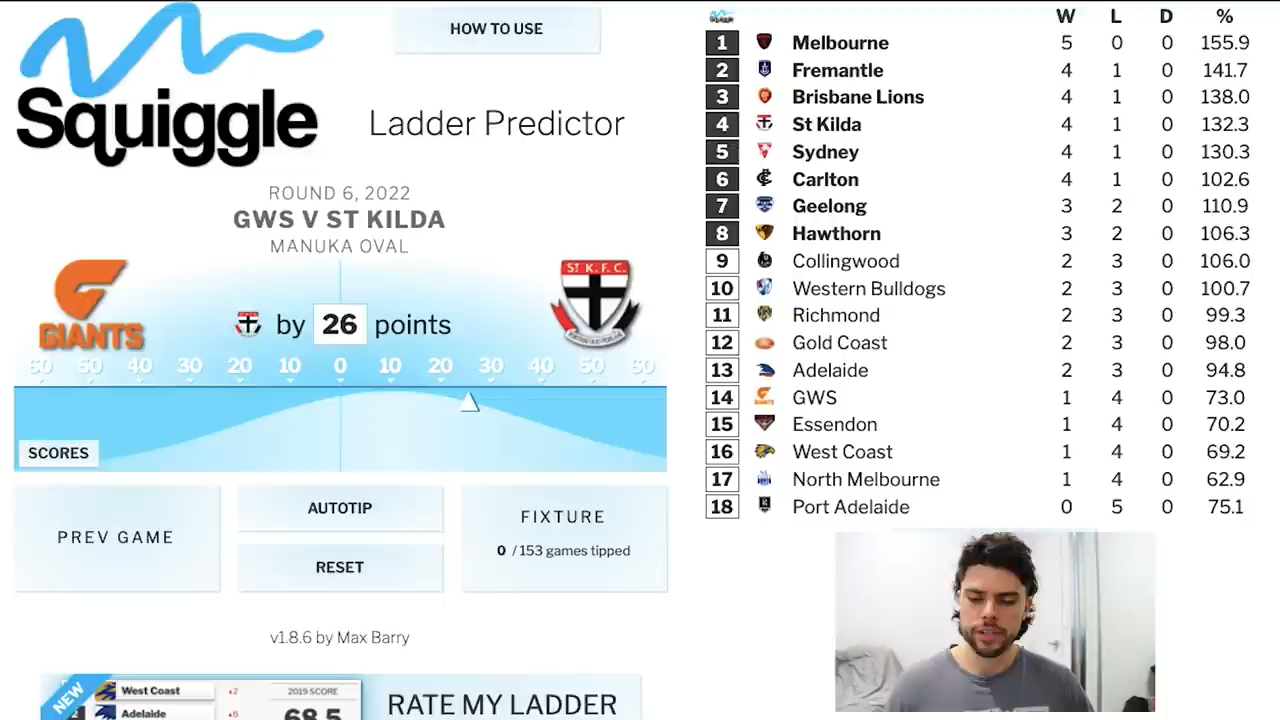 HOW TO USE
Squiggle
Ladder Predictor
ROUND 6, 2022
GWS V ST KILDA
MANUKA OVAL
GIANTS
ST K.F.C.
by 26 points
60 50 40 30 20 10 0 10 20 30 40 50 60
SCORES
PREV GAME
AUTOTIP
RESET
FIXTURE
0 / 153 games tipped
v1.8.6 by Max Barry
NEW
West Coast ▲2
Adelaide ▲6
2019 SCORE
68.5
RATE MY LADDER
Squiggle W L D %
1 Melbourne 5 0 0 155.9
2 Fremantle 4 1 0 141.7
3 Brisbane Lions 4 1 0 138.0
4 St Kilda 4 1 0 132.3
5 Sydney 4 1 0 130.3
6 Carlton 4 1 0 102.6
7 Geelong 3 2 0 110.9
8 Hawthorn 3 2 0 106.3
9 Collingwood 2 3 0 106.0
10 Western Bulldogs 2 3 0 100.7
11 Richmond 2 3 0 99.3
12 Gold Coast 2 3 0 98.0
13 Adelaide 2 3 0 94.8
14 GWS 1 4 0 73.0
15 Essendon 1 4 0 70.2
16 West Coast 1 4 0 69.2
17 North Melbourne 1 4 0 62.9
18 Port Adelaide 0 5 0 75.1